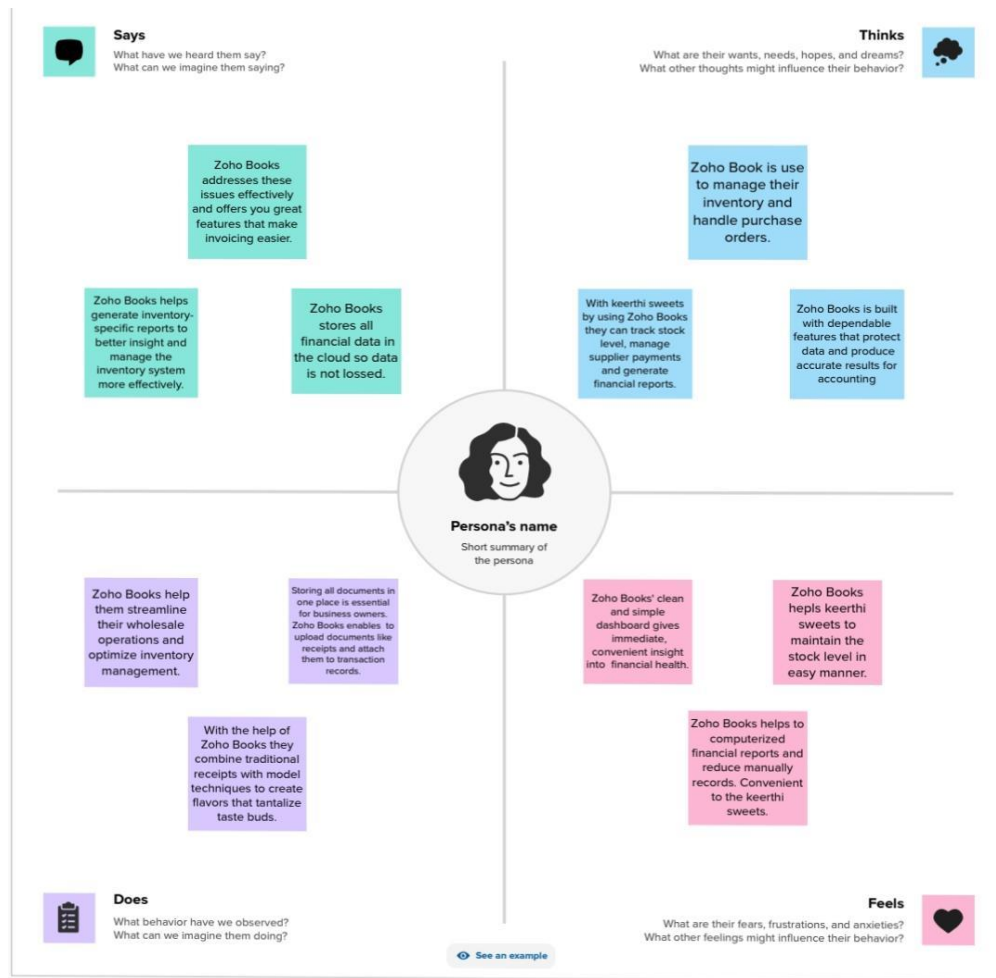 Says
What have we heard them say?
What can we imagine them saying?
Thinks
What are their wants, needs, hopes, and dreams?
What other thoughts might influence their behavior?
Zoho Books
addresses these
issues effectively
and offers you great
features that make
invoicing easier.
Zoho Books helps
generate inventory-
specific reports to
better insight and
manage the
inventory system
more effectively.
Zoho Books
stores all
financial data in
the cloud so data
is not lossed.
Zoho Book is use
to manage their
inventory and
handle purchase
orders.
With keerthi sweets
by using Zoho Books
they can track stock
level, manage
supplier payments
and generate
financial reports.
Zoho Books is built
with dependable
features that protect
data and produce
accurate results for
accounting
Persona's name
Short summary of
the persona
Zoho Books help
them streamline
their wholesale
operations and
optimize inventory
management.
Storing all documents in
one place is essential
for business owners.
Zoho Books enables to
upload documents like
receipts and attach
them to transaction
records.
With the help of
Zoho Books they
combine traditional
receipts with model
techniques to create
flavors that tantalize
taste buds.
Zoho Books' clean
and simple
dashboard gives
immediate,
convenient insight
into financial health.
Zoho Books
hepls keerthi
sweets to
maintain the
stock level in
easy manner.
Zoho Books helps to
computerized
financial reports and
reduce manually
records. Convenient
to the keerthi
sweets.
Does
What behavior have we observed?
What can we imagine them doing?
Feels
What are their fears, frustrations, and anxieties?
What other feelings might influence their behavior?
See an example